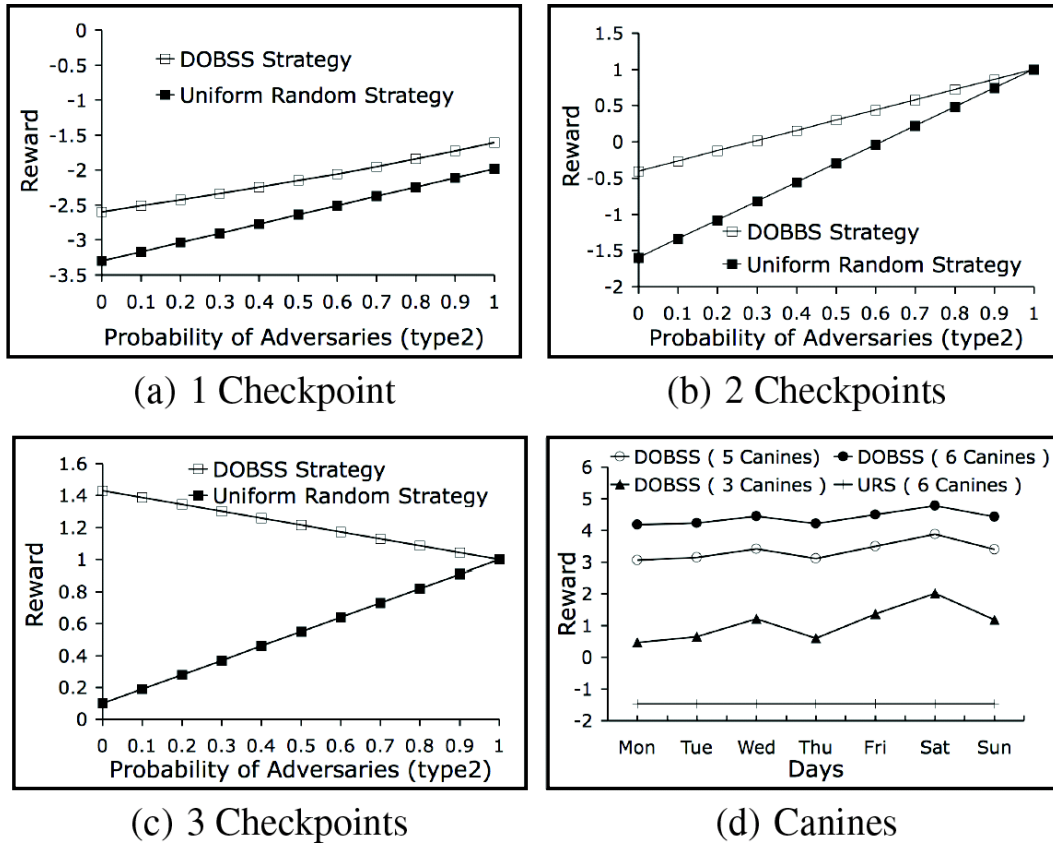 0
-0.5
-1
-1.5
-2
-2.5
-3
-3.5
Reward
DOBSS Strategy
Uniform Random Strategy
0 0.1 0.2 0.3 0.4 0.5 0.6 0.7 0.8 0.9 1
Probability of Adversaries (type2)
(a) 1 Checkpoint
1.5
1
0.5
0
-0.5
-1
-1.5
-2
Reward
DOBBS Strategy
Uniform Random Strategy
0 0.1 0.2 0.3 0.4 0.5 0.6 0.7 0.8 0.9 1
Probability of Adversaries (type2)
(b) 2 Checkpoints
1.6
1.4
1.2
1
0.8
0.6
0.4
0.2
0
Reward
DOBSS Strategy
Uniform Random Strategy
0 0.1 0.2 0.3 0.4 0.5 0.6 0.7 0.8 0.9 1
Probability of Adversaries (type2)
(c) 3 Checkpoints
DOBSS ( 5 Canines) DOBSS ( 6 Canines )
DOBSS ( 3 Canines ) URS ( 6 Canines )
6
5
4
3
2
1
0
-1
-2
Reward
Mon Tue Wed Thu Fri Sat Sun
Days
(d) Canines